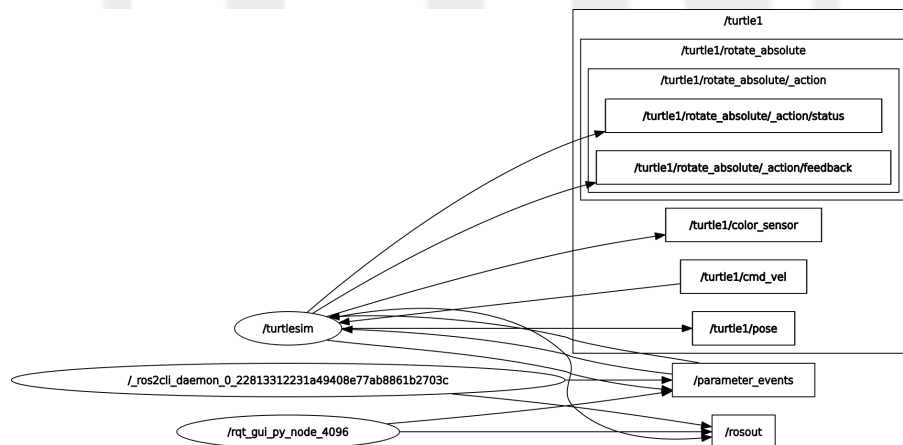 /turtle1
/turtle1/rotate_absolute
/turtle1/rotate_absolute/_action
/turtle1/rotate_absolute/_action/status
/turtle1/rotate_absolute/_action/feedback
/turtle1/color_sensor
/turtle1/cmd_vel
/turtlesim
/turtle1/pose
/_ros2cli_daemon_0_22813312231a49408e77ab8861b2703c
/parameter_events
/rqt_gui_py_node_4096
/rosout